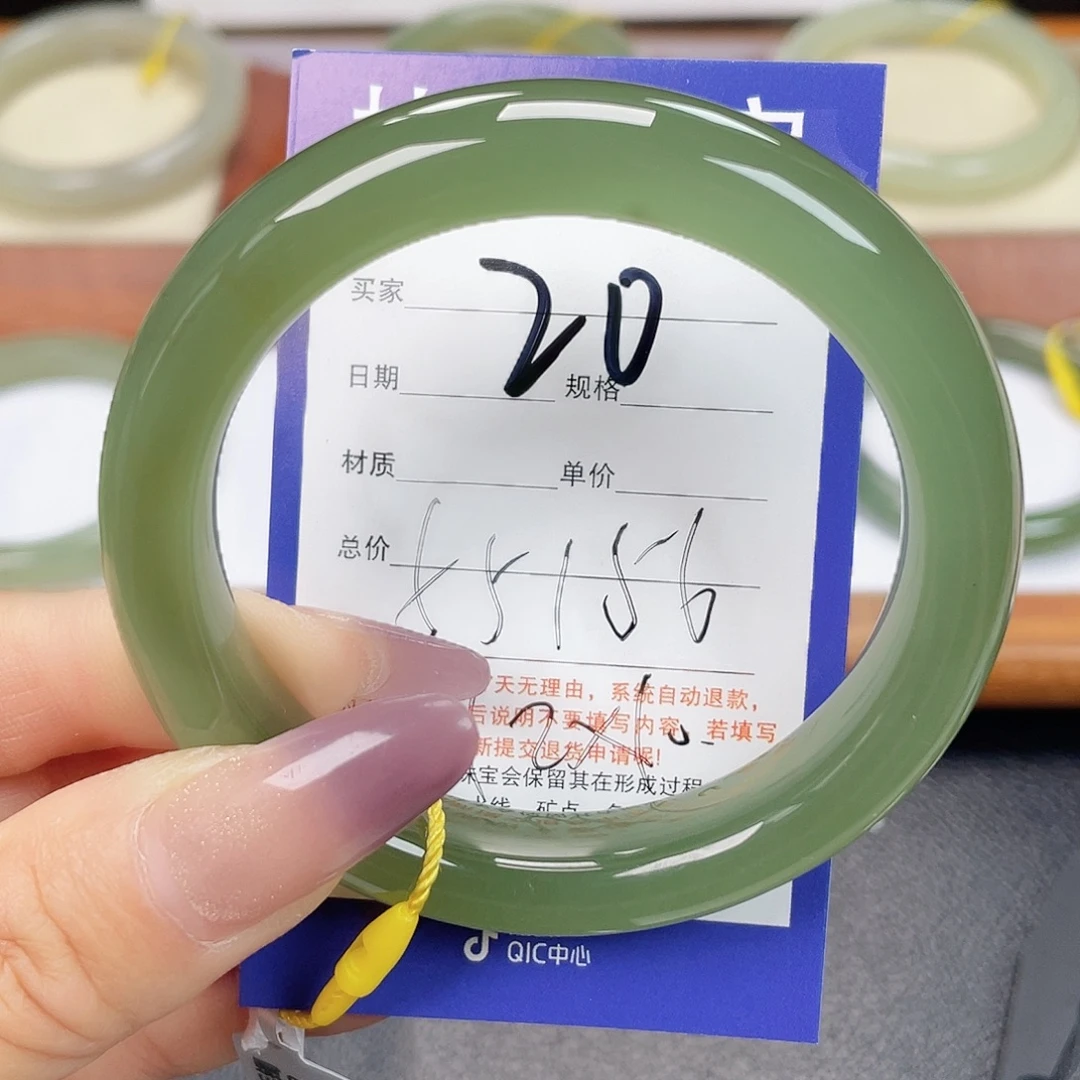 买家 20
日期 规格
材质 单价
总价 65156
天无理由，系统自动退款，
后说明不要填写内容，若填写
新提交退货申请呢!
珠宝会保留其在形成过程
矿点
QIC中心